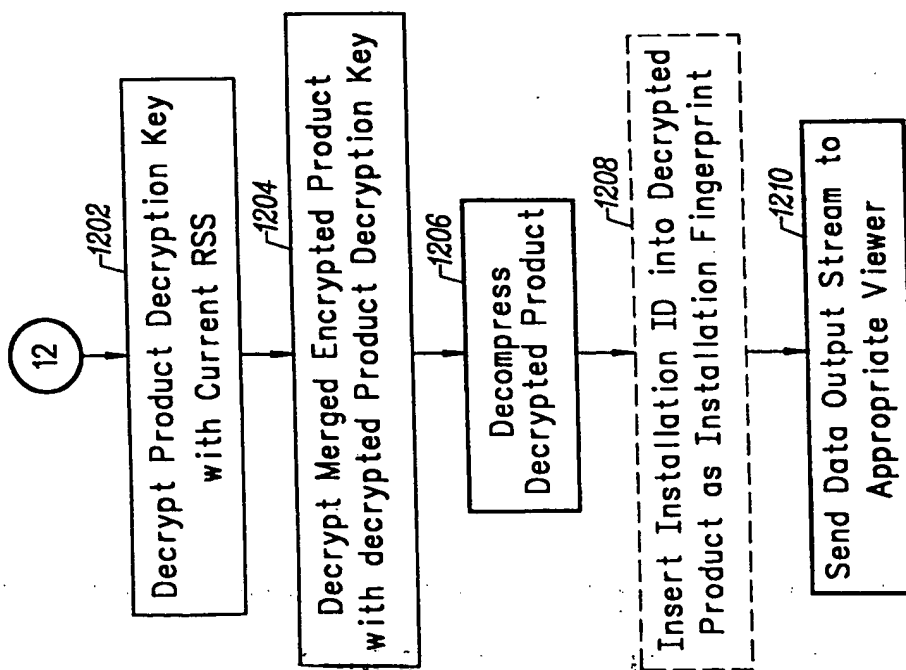 12
1202
Decrypt Product Decryption Key
with Current RSS
1204
Decrypt Merged Encrypted Product
with decrypted Product Decryption Key
1206
Decompress
Decrypted Product
1208
Insert Installation ID into Decrypted
Product as Installation Fingerprint
1210
Send Data Output Stream to
Appropriate Viewer